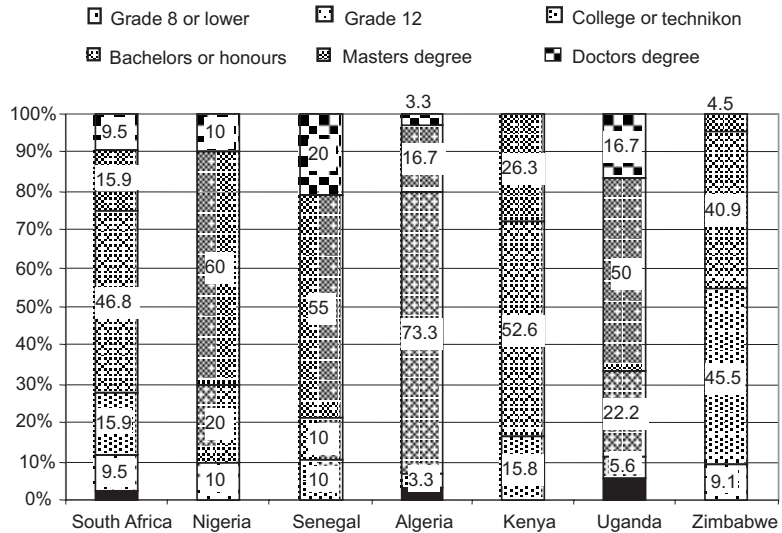 Grade 8 or lower Grade 12 College or technikon
Bachelors or honours Masters degree Doctors degree
3.3 4.5
100%
90%
80%
70%
60%
50%
40%
30%
20%
10%
0%
9.5 10 20 16.7 26.3 16.7 40.9
15.9 60 55 73.3 52.6 50 45.5
46.8 20 10 3.3 15.8 22.2 9.1
15.9 10 10 5.6
9.5
South Africa Nigeria Senegal Algeria Kenya Uganda Zimbabwe